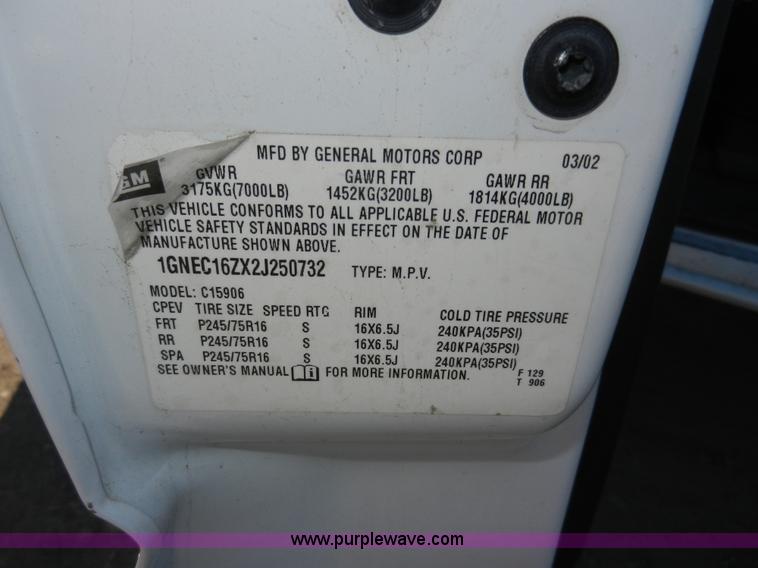 MFD BY GENERAL MOTORS CORP 03/02
GM
GVWR GAWR FRT GAWR RR
3175KG(7000LB) 1452KG(3200LB) 1814KG(4000LB)
THIS VEHICLE CONFORMS TO ALL APPLICABLE U.S. FEDERAL MOTOR
VEHICLE SAFETY STANDARDS IN EFFECT ON THE DATE OF
MANUFACTURE SHOWN ABOVE.
1GNEC16ZX2J250732 TYPE: M.P.V.
MODEL: C15906
CPEV TIRE SIZE SPEED RTG RIM COLD TIRE PRESSURE
FRT P245/75R16 S 16X6.5J 240KPA(35PSI)
RR P245/75R16 S 16X6.5J 240KPA(35PSI)
SPA P245/75R16 S 16X6.5J 240KPA(35PSI)
SEE OWNER'S MANUAL i FOR MORE INFORMATION.
F 129
T 906
www.purplewave.com